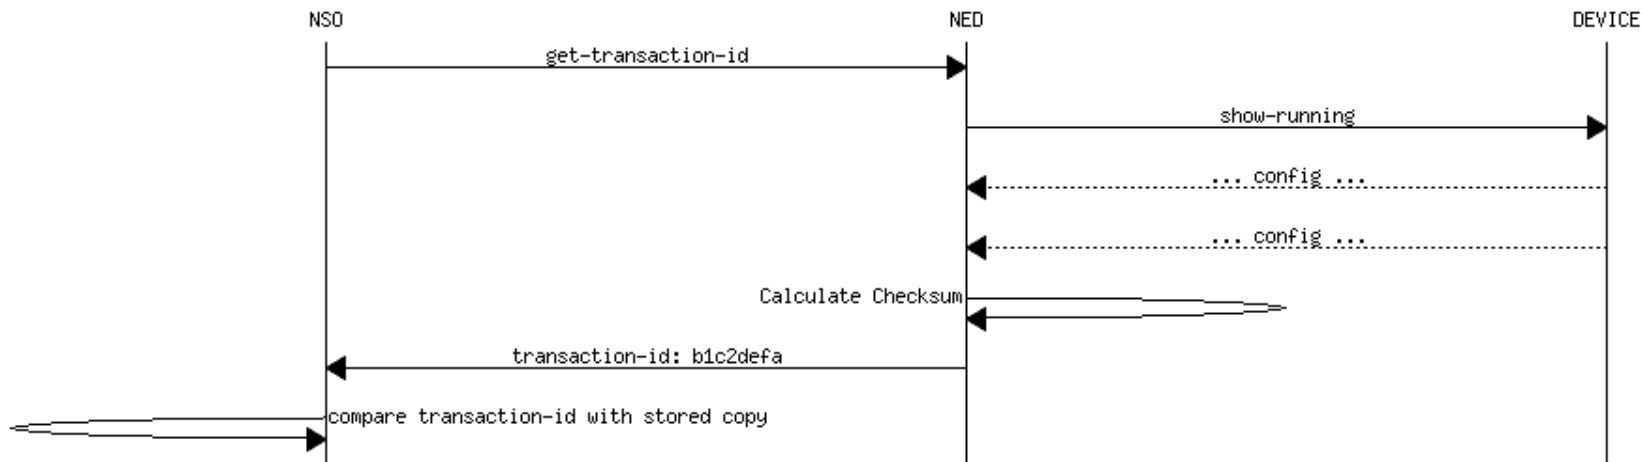 NSO NED DEVICE
get-transaction-id
show-running
... config ...
... config ...
Calculate Checksum
transaction-id: b1c2defa
compare transaction-id with stored copy